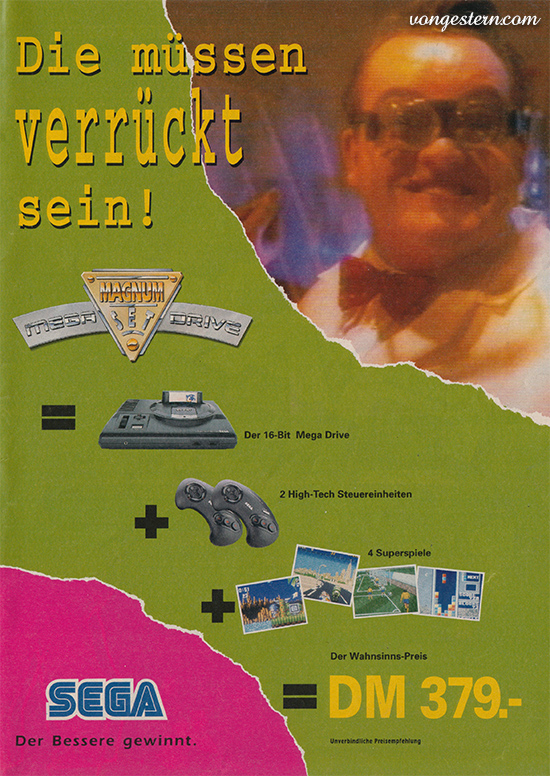 vongestern.com
Die müssen
verrückt
sein!
MAGNUM
MEGA SET DRIVE
=
Der 16-Bit Mega Drive
+
2 High-Tech Steuereinheiten
4 Superspiele
+
Der Wahnsinns-Preis
= DM 379.-
Unverbindliche Preisempfehlung
SEGA
Der Bessere gewinnt.